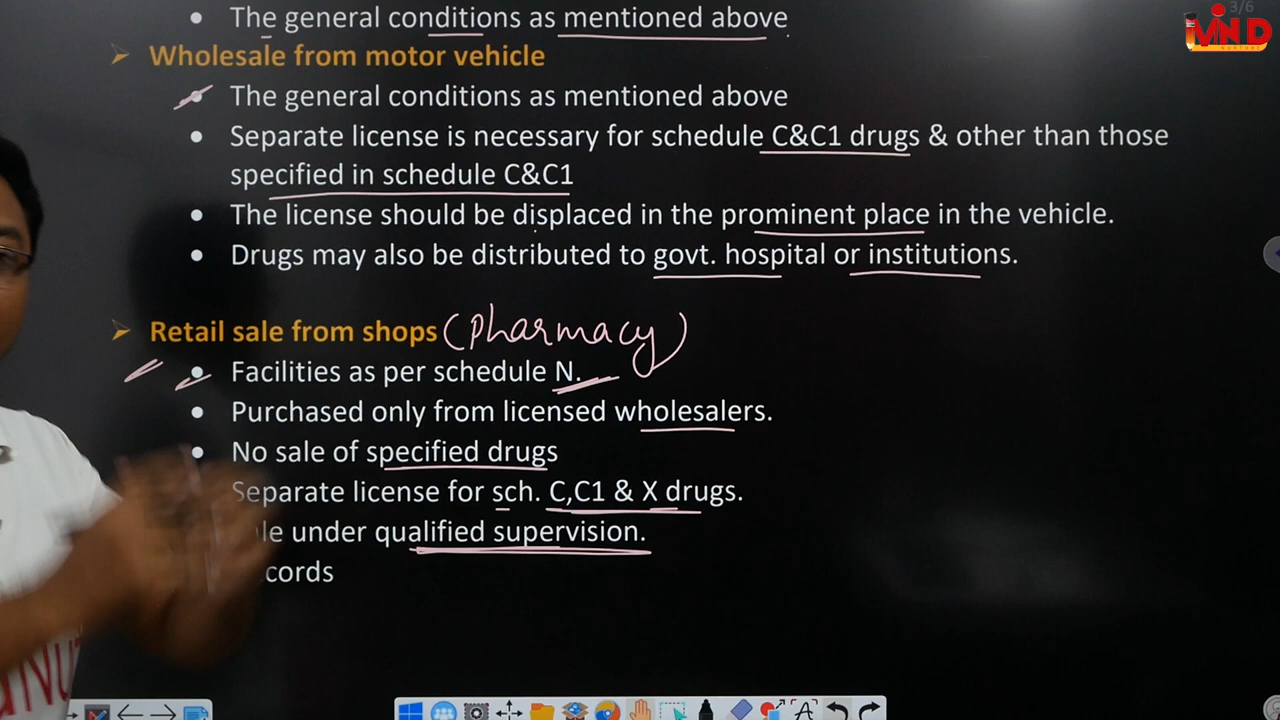 3/6
The general conditions as mentioned above
MIND
Wholesale from motor vehicle
The general conditions as mentioned above
Separate license is necessary for schedule C&C1 drugs & other than those
specified in schedule C&C1
The license should be displaced in the prominent place in the vehicle.
Drugs may also be distributed to govt. hospital or institutions.
Retail sale from shops (Pharmacy)
Facilities as per schedule N.
Purchased only from licensed wholesalers.
No sale of specified drugs
Separate license for sch. C,C1 & X drugs.
under qualified supervision.